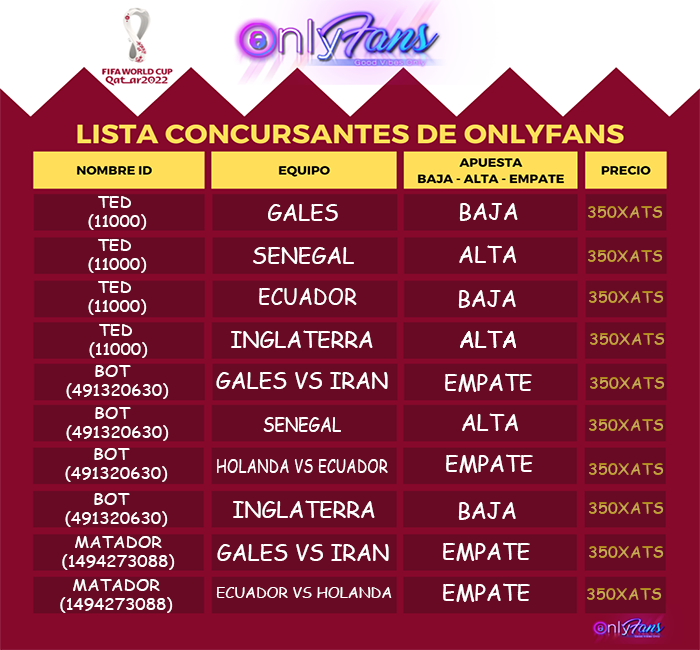 FIFA WORLD CUP
Qatar2022
OnlyFans
Good Vibes Only
LISTA CONCURSANTES DE ONLYFANS
NOMBRE ID
EQUIPO
APUESTA
BAJA - ALTA - EMPATE
PRECIO
TED
(11000)
GALES
BAJA
350XATS
TED
(11000)
SENEGAL
ALTA
350XATS
TED
(11000)
ECUADOR
BAJA
350XATS
TED
(11000)
INGLATERRA
ALTA
350XATS
BOT
(491320630)
GALES VS IRAN
EMPATE
350XATS
BOT
(491320630)
SENEGAL
ALTA
350XATS
BOT
(491320630)
HOLANDA VS ECUADOR
EMPATE
350XATS
BOT
(491320630)
INGLATERRA
BAJA
350XATS
MATADOR
(1494273088)
GALES VS IRAN
EMPATE
350XATS
MATADOR
(1494273088)
ECUADOR VS HOLANDA
EMPATE
350XATS
OnlyFans